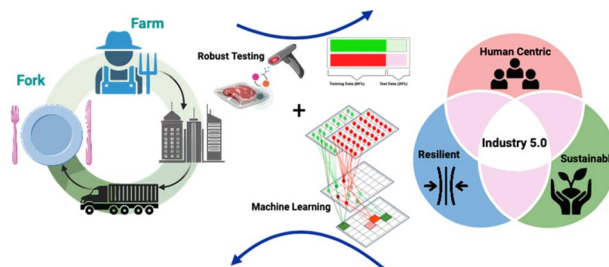 Farm
Fork
Robust Testing
Training Data (80%)
Test Data (20%)
Machine Learning
Human Centric
Resilient
Industry 5.0
Sustainable